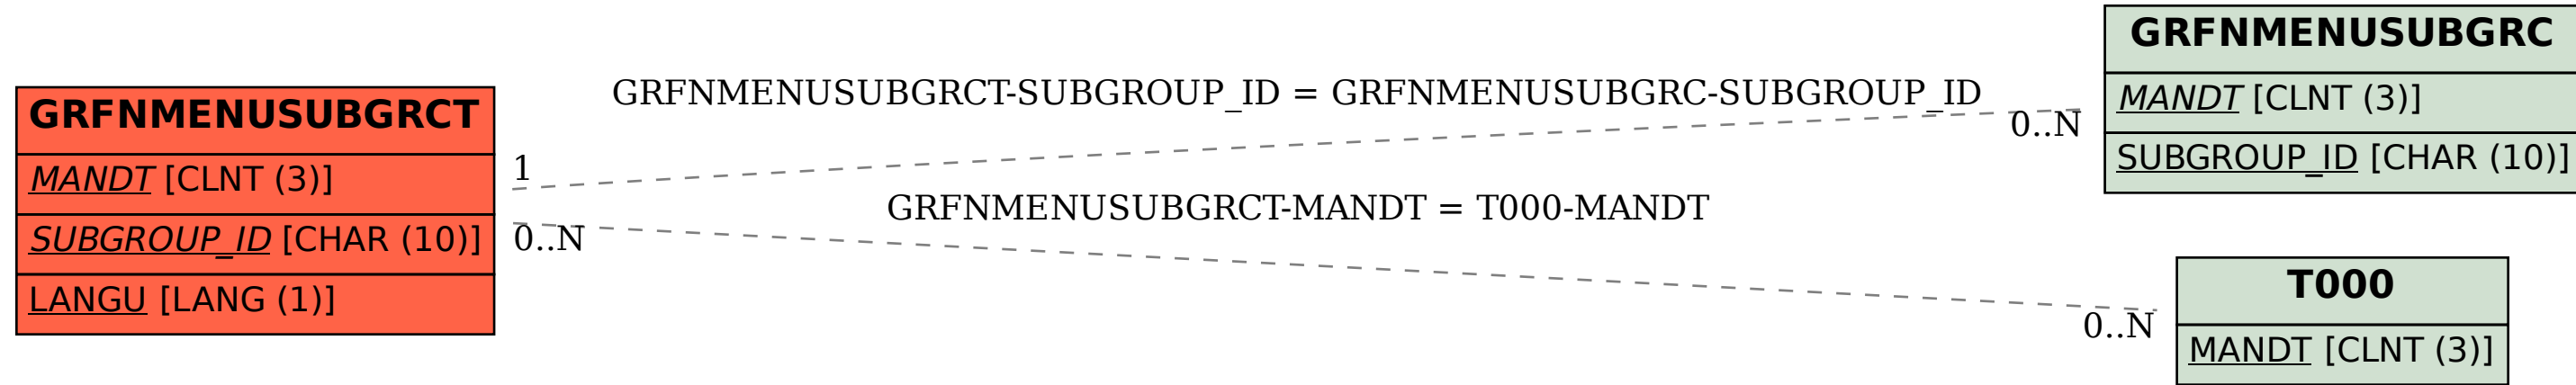 GRFNMENUSUBGRCT
MANDT [CLNT (3)]
SUBGROUP_ID [CHAR (10)]
LANGU [LANG (1)]
GRFNMENUSUBGRCT-SUBGROUP_ID = GRFNMENUSUBGRC-SUBGROUP_ID
1
0..N
GRFNMENUSUBGRCT-MANDT = T000-MANDT
0..N
0..N
GRFNMENUSUBGRC
MANDT [CLNT (3)]
SUBGROUP_ID [CHAR (10)]
T000
MANDT [CLNT (3)]